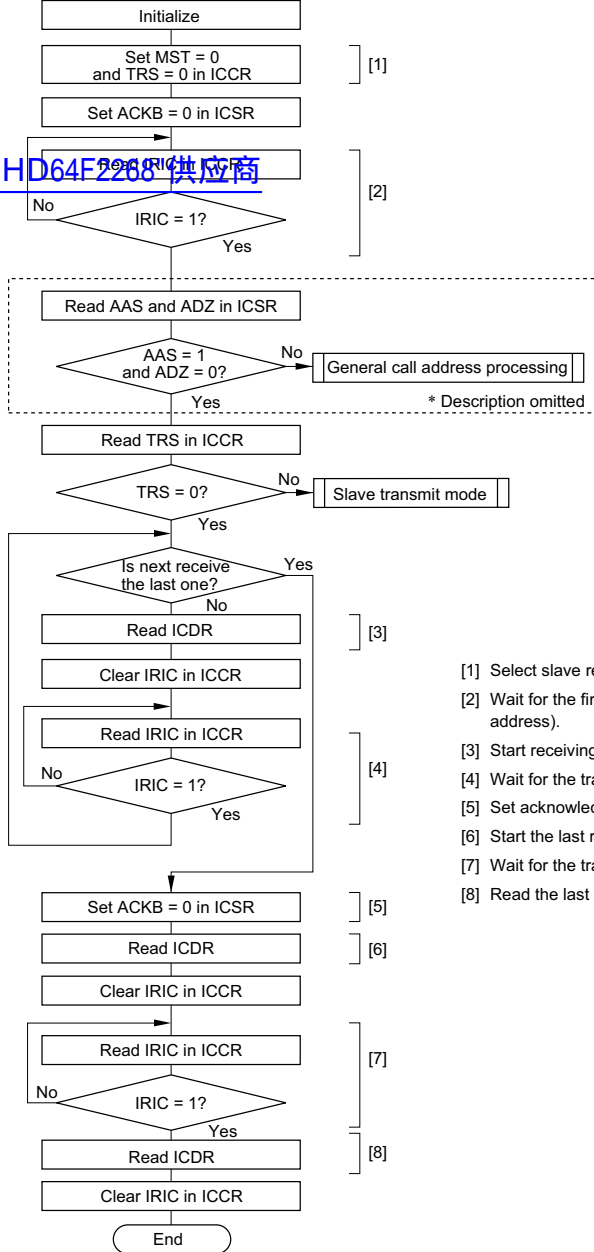 Initialize
Set MST = 0
and TRS = 0 in ICCR
[1]
Set ACKB = 0 in ICSR
Read IRIC in ICCR
HD64F2268"供应商
[2]
No
IRIC = 1?
Yes
Read AAS and ADZ in ICSR
AAS = 1
and ADZ = 0?
No
General call address processing
Yes
* Description omitted
Read TRS in ICCR
TRS = 0?
No
Slave transmit mode
Yes
Is next receive
the last one?
Yes
No
Read ICDR
[3]
Clear IRIC in ICCR
Read IRIC in ICCR
[4]
No
IRIC = 1?
Yes
[1] Select slave re
[2] Wait for the fir
address).
[3] Start receiving
[4] Wait for the tra
[5] Set acknowled
[6] Start the last r
[7] Wait for the tra
[8] Read the last
Set ACKB = 0 in ICSR
[5]
Read ICDR
[6]
Clear IRIC in ICCR
Read IRIC in ICCR
[7]
No
IRIC = 1?
Yes
Read ICDR
[8]
Clear IRIC in ICCR
End